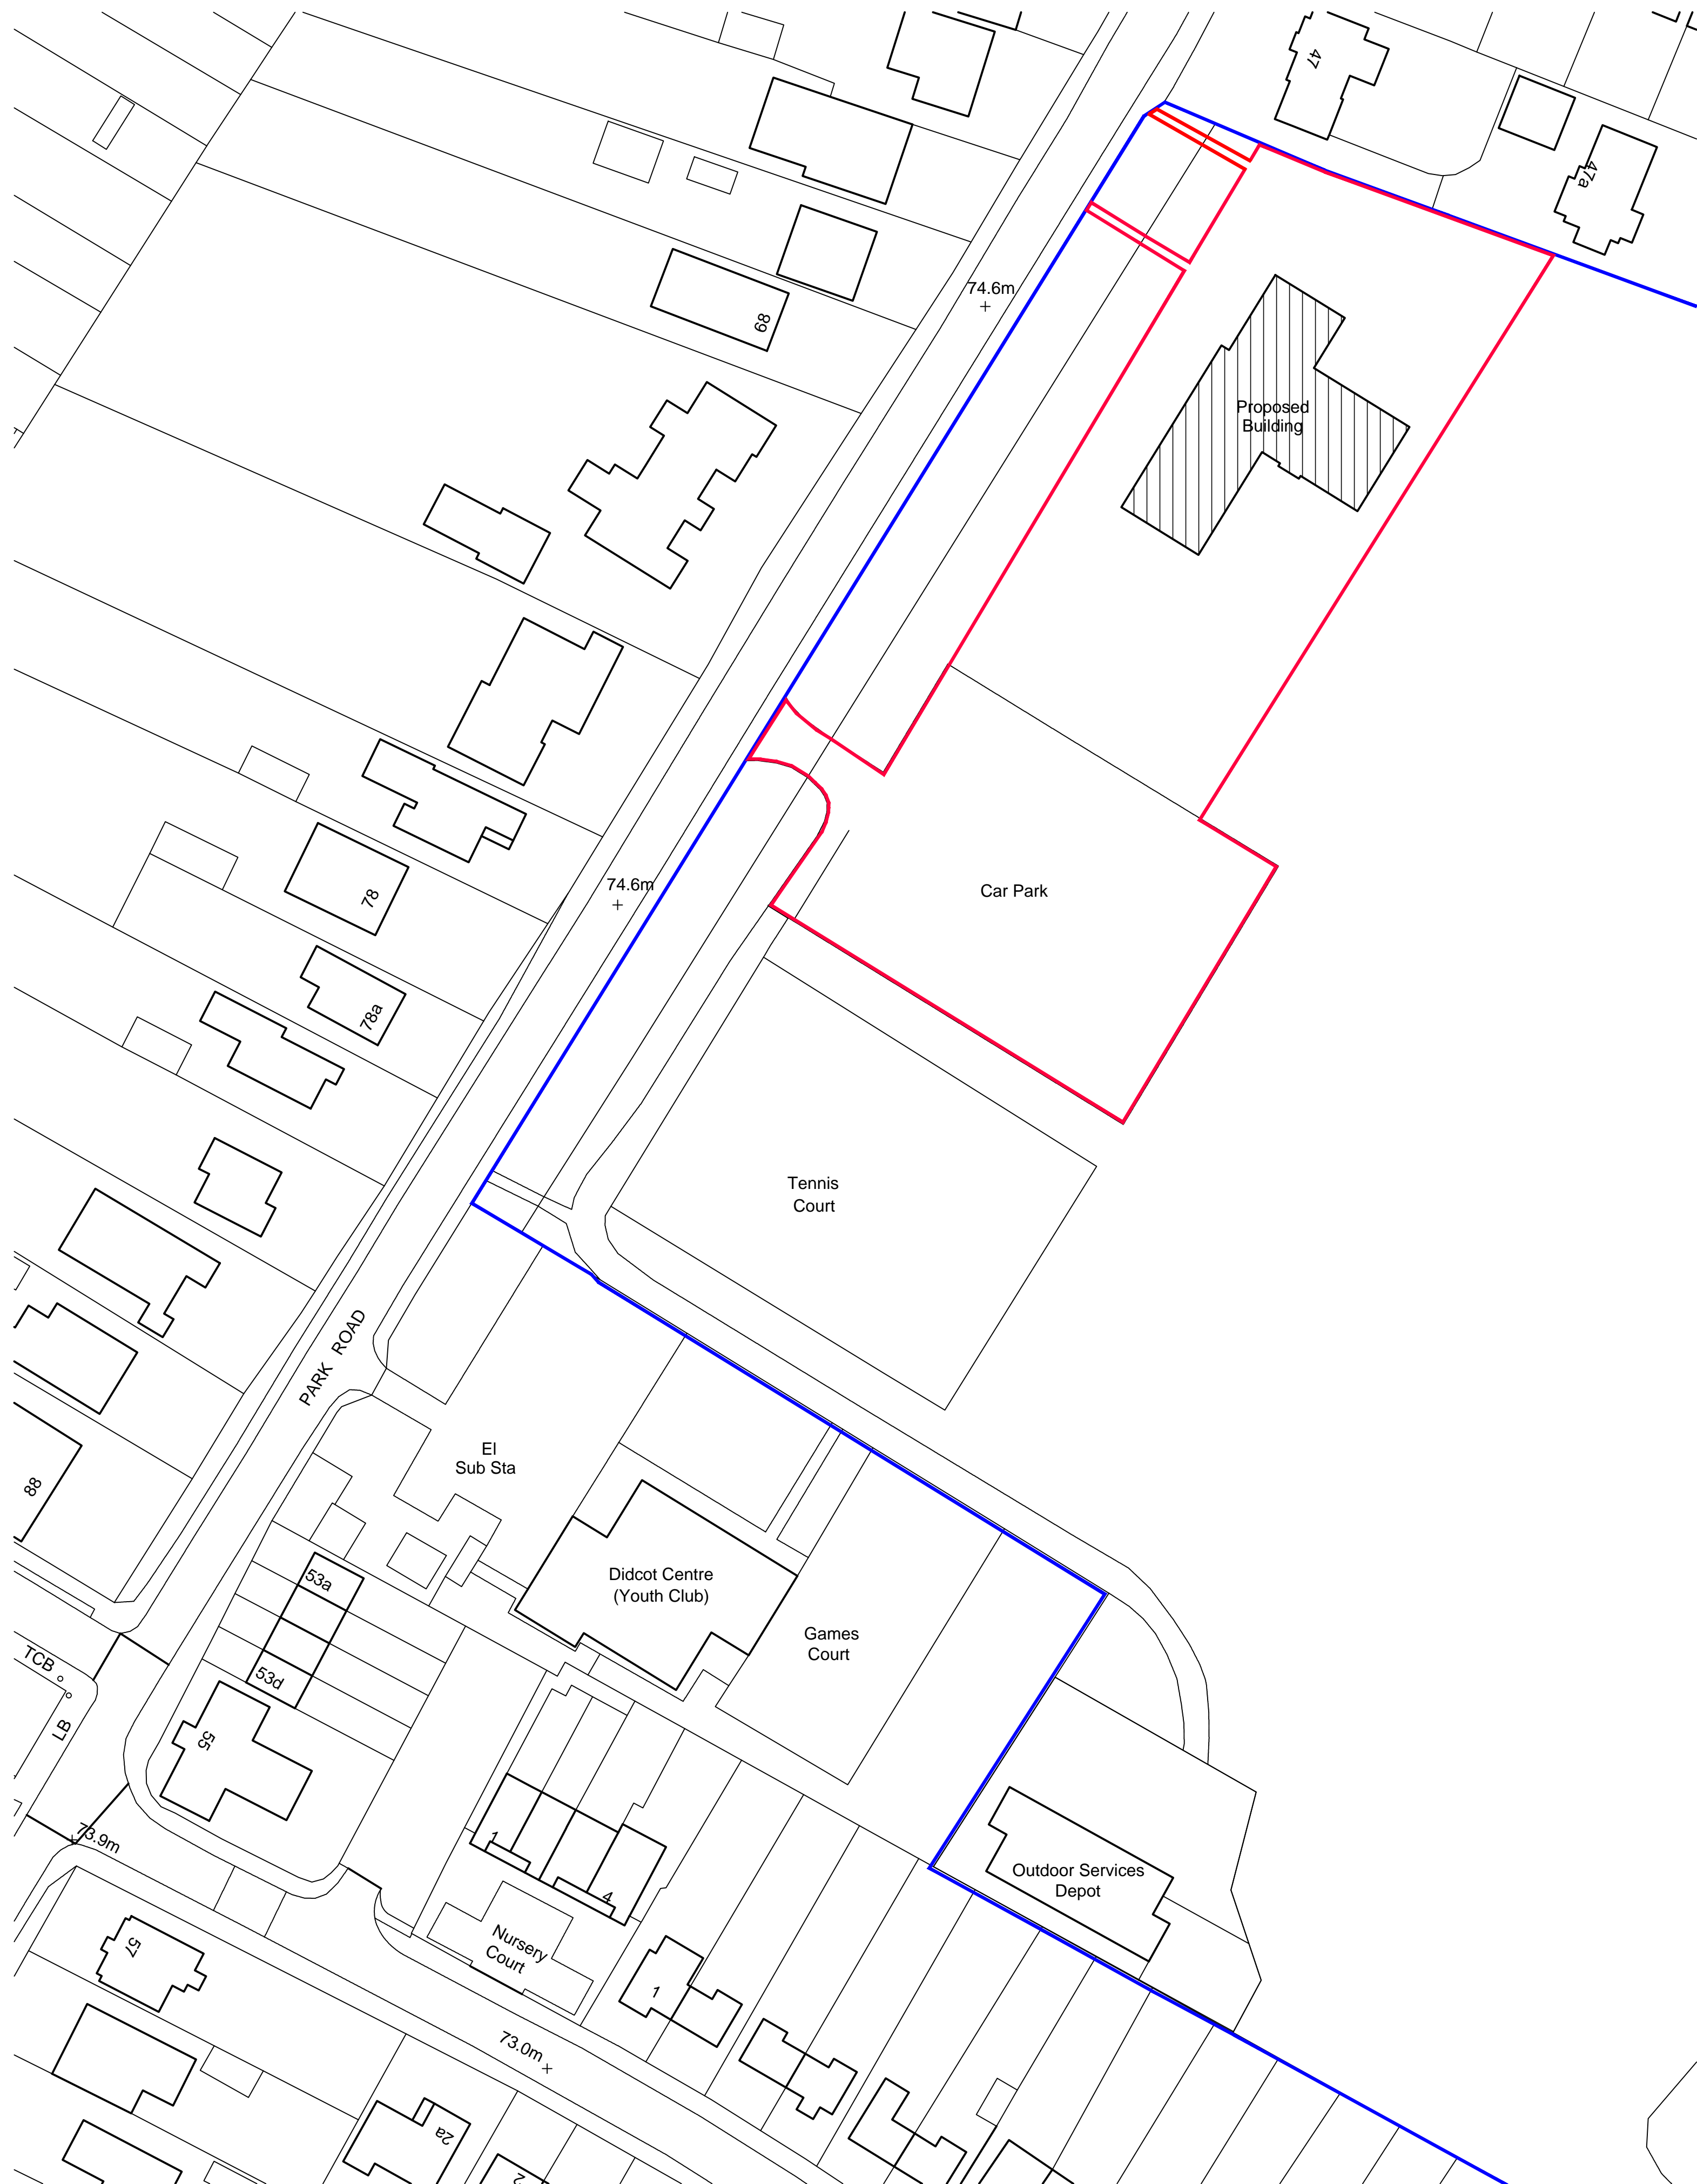 47
47a
74.6m
68
Proposed
Building
74.6m
Car Park
78
78a
Tennis
Court
PARK ROAD
El
Sub Sta
88
53a
Didcot Centre
(Youth Club)
Games
Court
TCB
53d
LB
55
73.9m
1
4
Outdoor Services
Depot
Nursery
Court
57
1
73.0m
2a
2